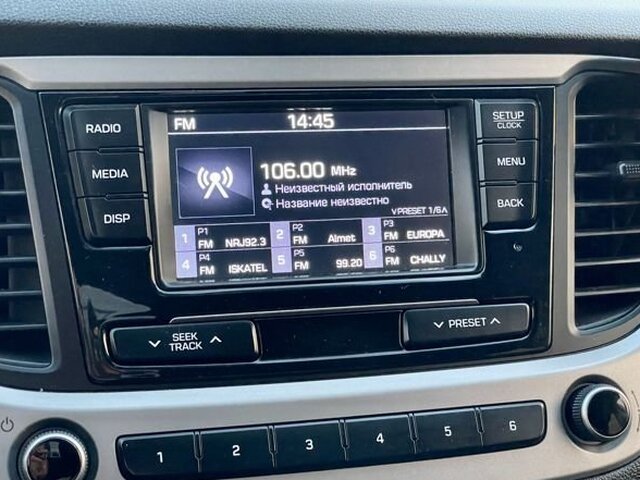 RADIO
MEDIA
DISP
FM 14:45
106.00 MHz
Неизвестный исполнитель
Название неизвестно
∨PRESET 1/6∧
1 P1 FM NRJ92.3
2 P2 FM Almet
3 P3 FM EUROPA
4 P4 FM ISKATEL
5 P5 FM 99.20
6 P6 FM CHALLY
SETUP
CLOCK
MENU
BACK
∨ SEEK ∧
TRACK
∨ PRESET ∧
1 2 3 4 5 6